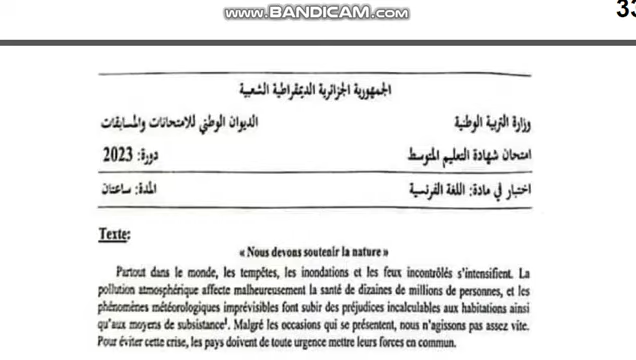 www.BANDICAM.com
33
الجمهورية الجزائرية الديمقراطية الشعبية
وزارة التربية الوطنية الديوان الوطني للامتحانات والمسابقات
امتحان شهادة التعليم المتوسط دورة: 2023
اختبار في مادة: اللغة الفرنسية المدة: ساعتان
Texte:
« Nous devons soutenir la nature »
Partout dans le monde, les tempêtes, les inondations et les feux incontrôlés s'intensifient. La
pollution atmosphérique affecte malheureusement la santé de dizaines de millions de personnes, et les
phénomènes météorologiques imprévisibles font subir des préjudices incalculables aux habitations ainsi
qu'aux moyens de subsistance¹. Malgré les occasions qui se présentent, nous n'agissons pas assez vite.
Pour éviter cette crise, les pays doivent de toute urgence mettre leurs forces en commun.